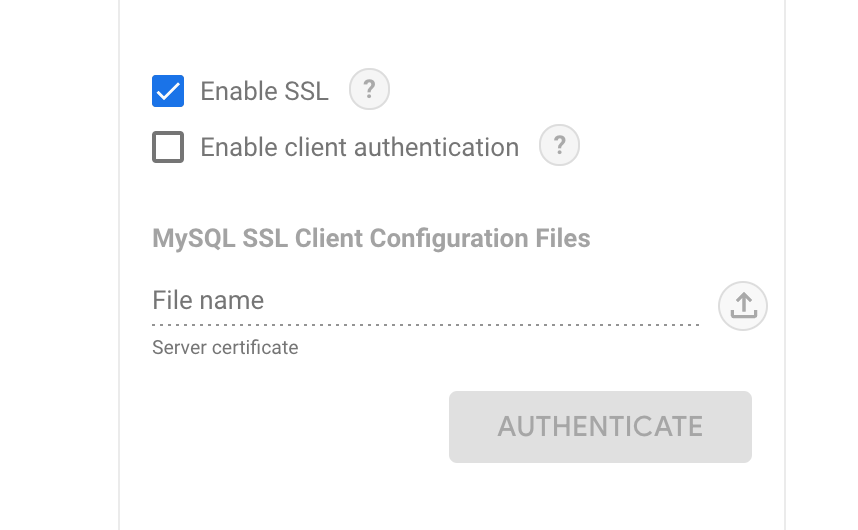 Enable SSL ?
Enable client authentication ?
MySQL SSL Client Configuration Files
File name
Server certificate
AUTHENTICATE